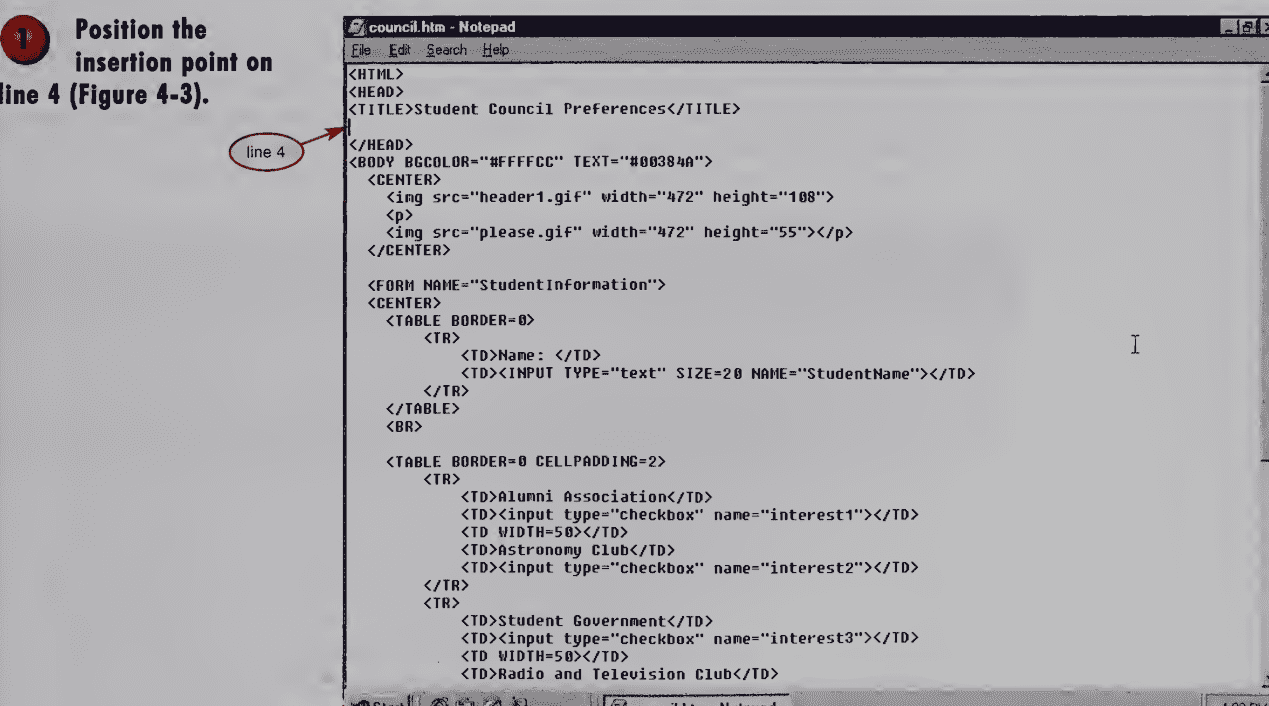 1 Position the
insertion point on
line 4 (Figure 4-3).
line 4
council.htm - Notepad
File Edit Search Help
<HTML>
<HEAD>
<TITLE>Student Council Preferences</TITLE>
</HEAD>
<BODY BGCOLOR="#FFFFCC" TEXT="#00384A">
<CENTER>
<img src="header1.gif" width="472" height="108">
<p>
<img src="please.gif" width="472" height="55"></p>
</CENTER>
<FORM NAME="StudentInformation">
<CENTER>
<TABLE BORDER=0>
<TR>
<TD>Name: </TD>
<TD><INPUT TYPE="text" SIZE=20 NAME="StudentName"></TD>
</TR>
</TABLE>
<BR>
<TABLE BORDER=0 CELLPADDING=2>
<TR>
<TD>Alumni Association</TD>
<TD><input type="checkbox" name="interest1"></TD>
<TD WIDTH=50></TD>
<TD>Astronomy Club</TD>
<TD><input type="checkbox" name="interest2"></TD>
</TR>
<TR>
<TD>Student Government</TD>
<TD><input type="checkbox" name="interest3"></TD>
<TD WIDTH=50></TD>
<TD>Radio and Television Club</TD>